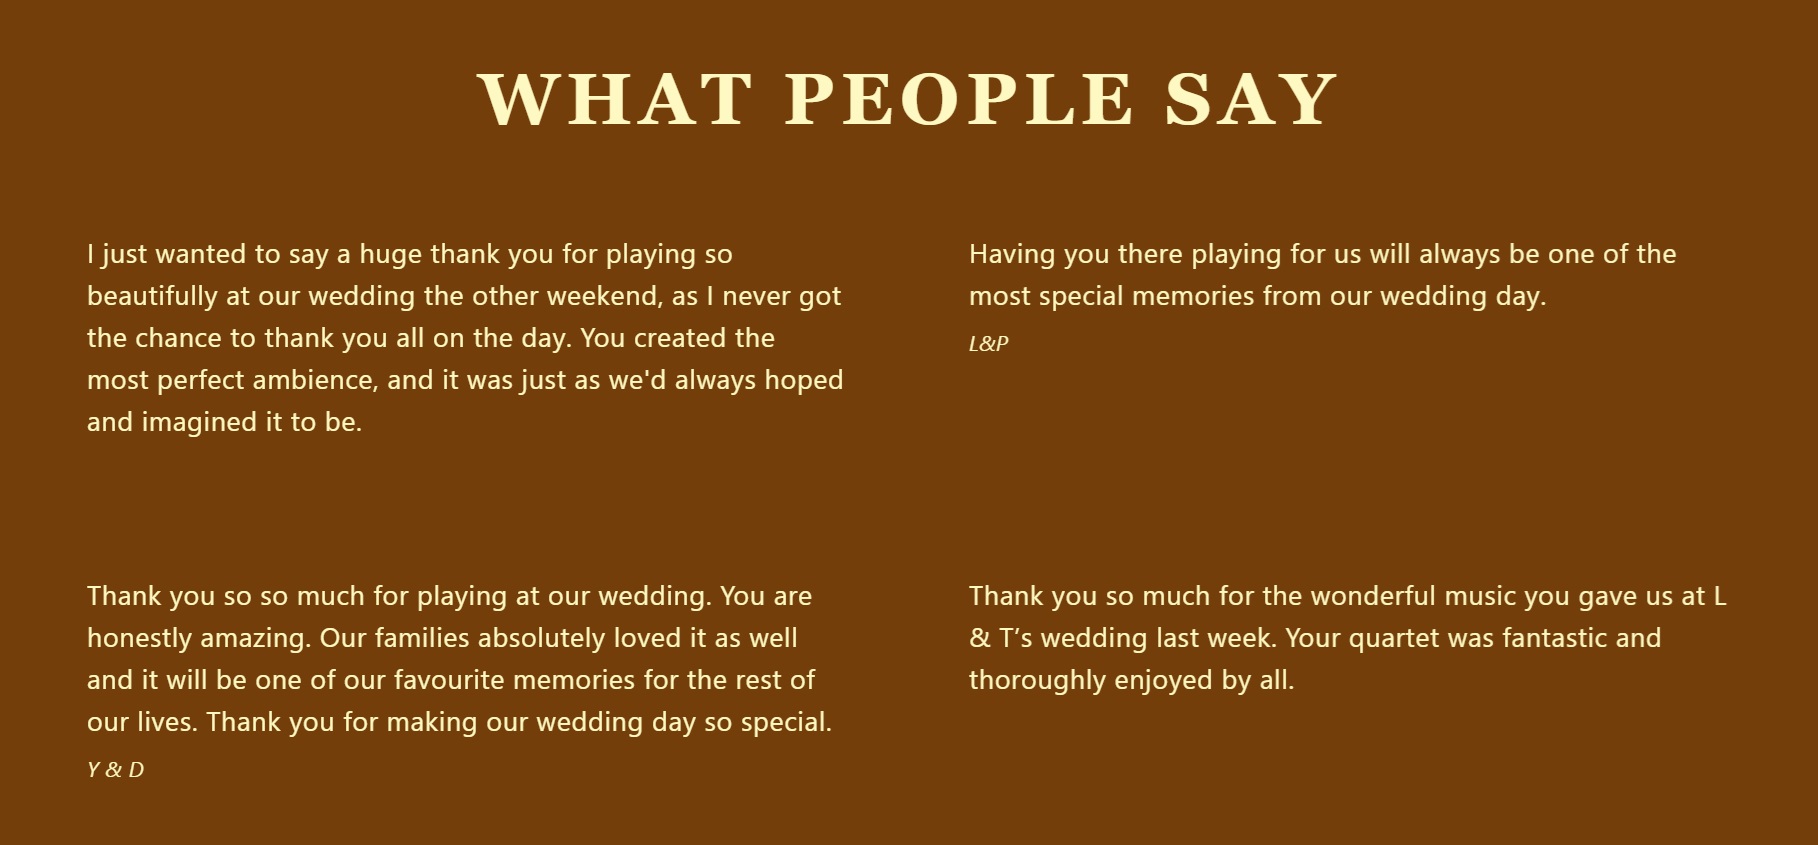 WHAT PEOPLE SAY
I just wanted to say a huge thank you for playing so
beautifully at our wedding the other weekend, as I never got
the chance to thank you all on the day. You created the
most perfect ambience, and it was just as we'd always hoped
and imagined it to be.
Having you there playing for us will always be one of the
most special memories from our wedding day.
L&P
Thank you so so much for playing at our wedding. You are
honestly amazing. Our families absolutely loved it as well
and it will be one of our favourite memories for the rest of
our lives. Thank you for making our wedding day so special.
Y & D
Thank you so much for the wonderful music you gave us at L
& T’s wedding last week. Your quartet was fantastic and
thoroughly enjoyed by all.